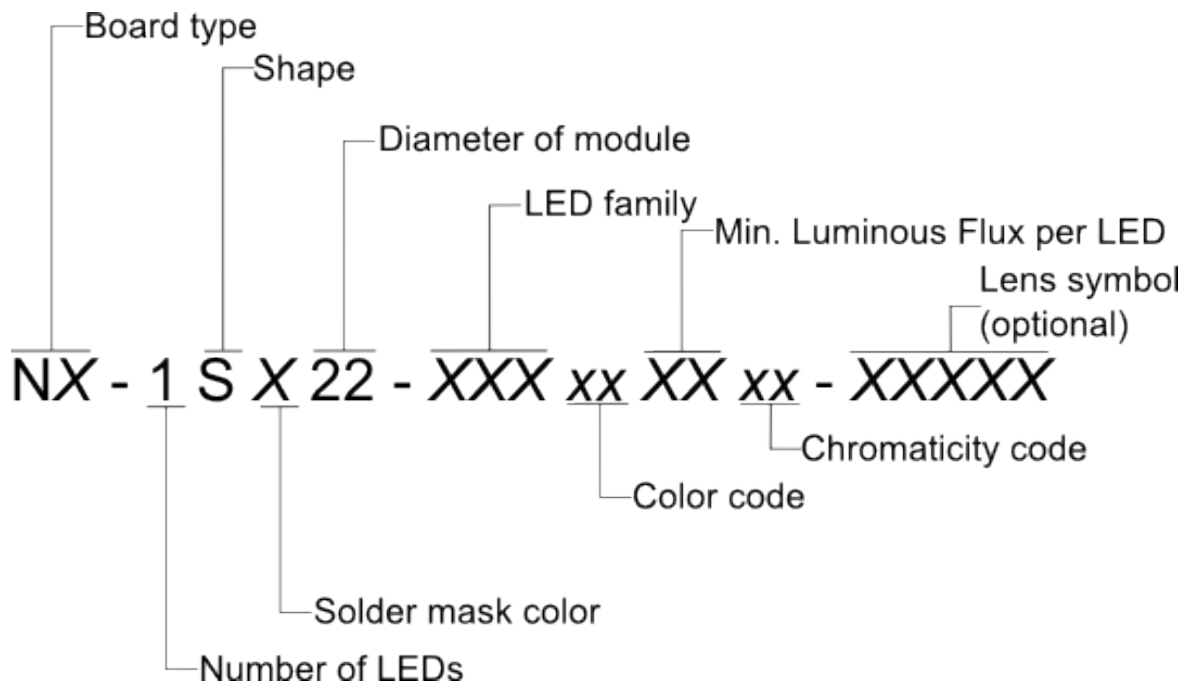 Board type
Shape
Diameter of module
LED family
Min. Luminous Flux per LED
Lens symbol
(optional)
NX - 1 S X 22 - XXX xx XX xx - XXXXX
Chromaticity code
Color code
Solder mask color
Number of LEDs